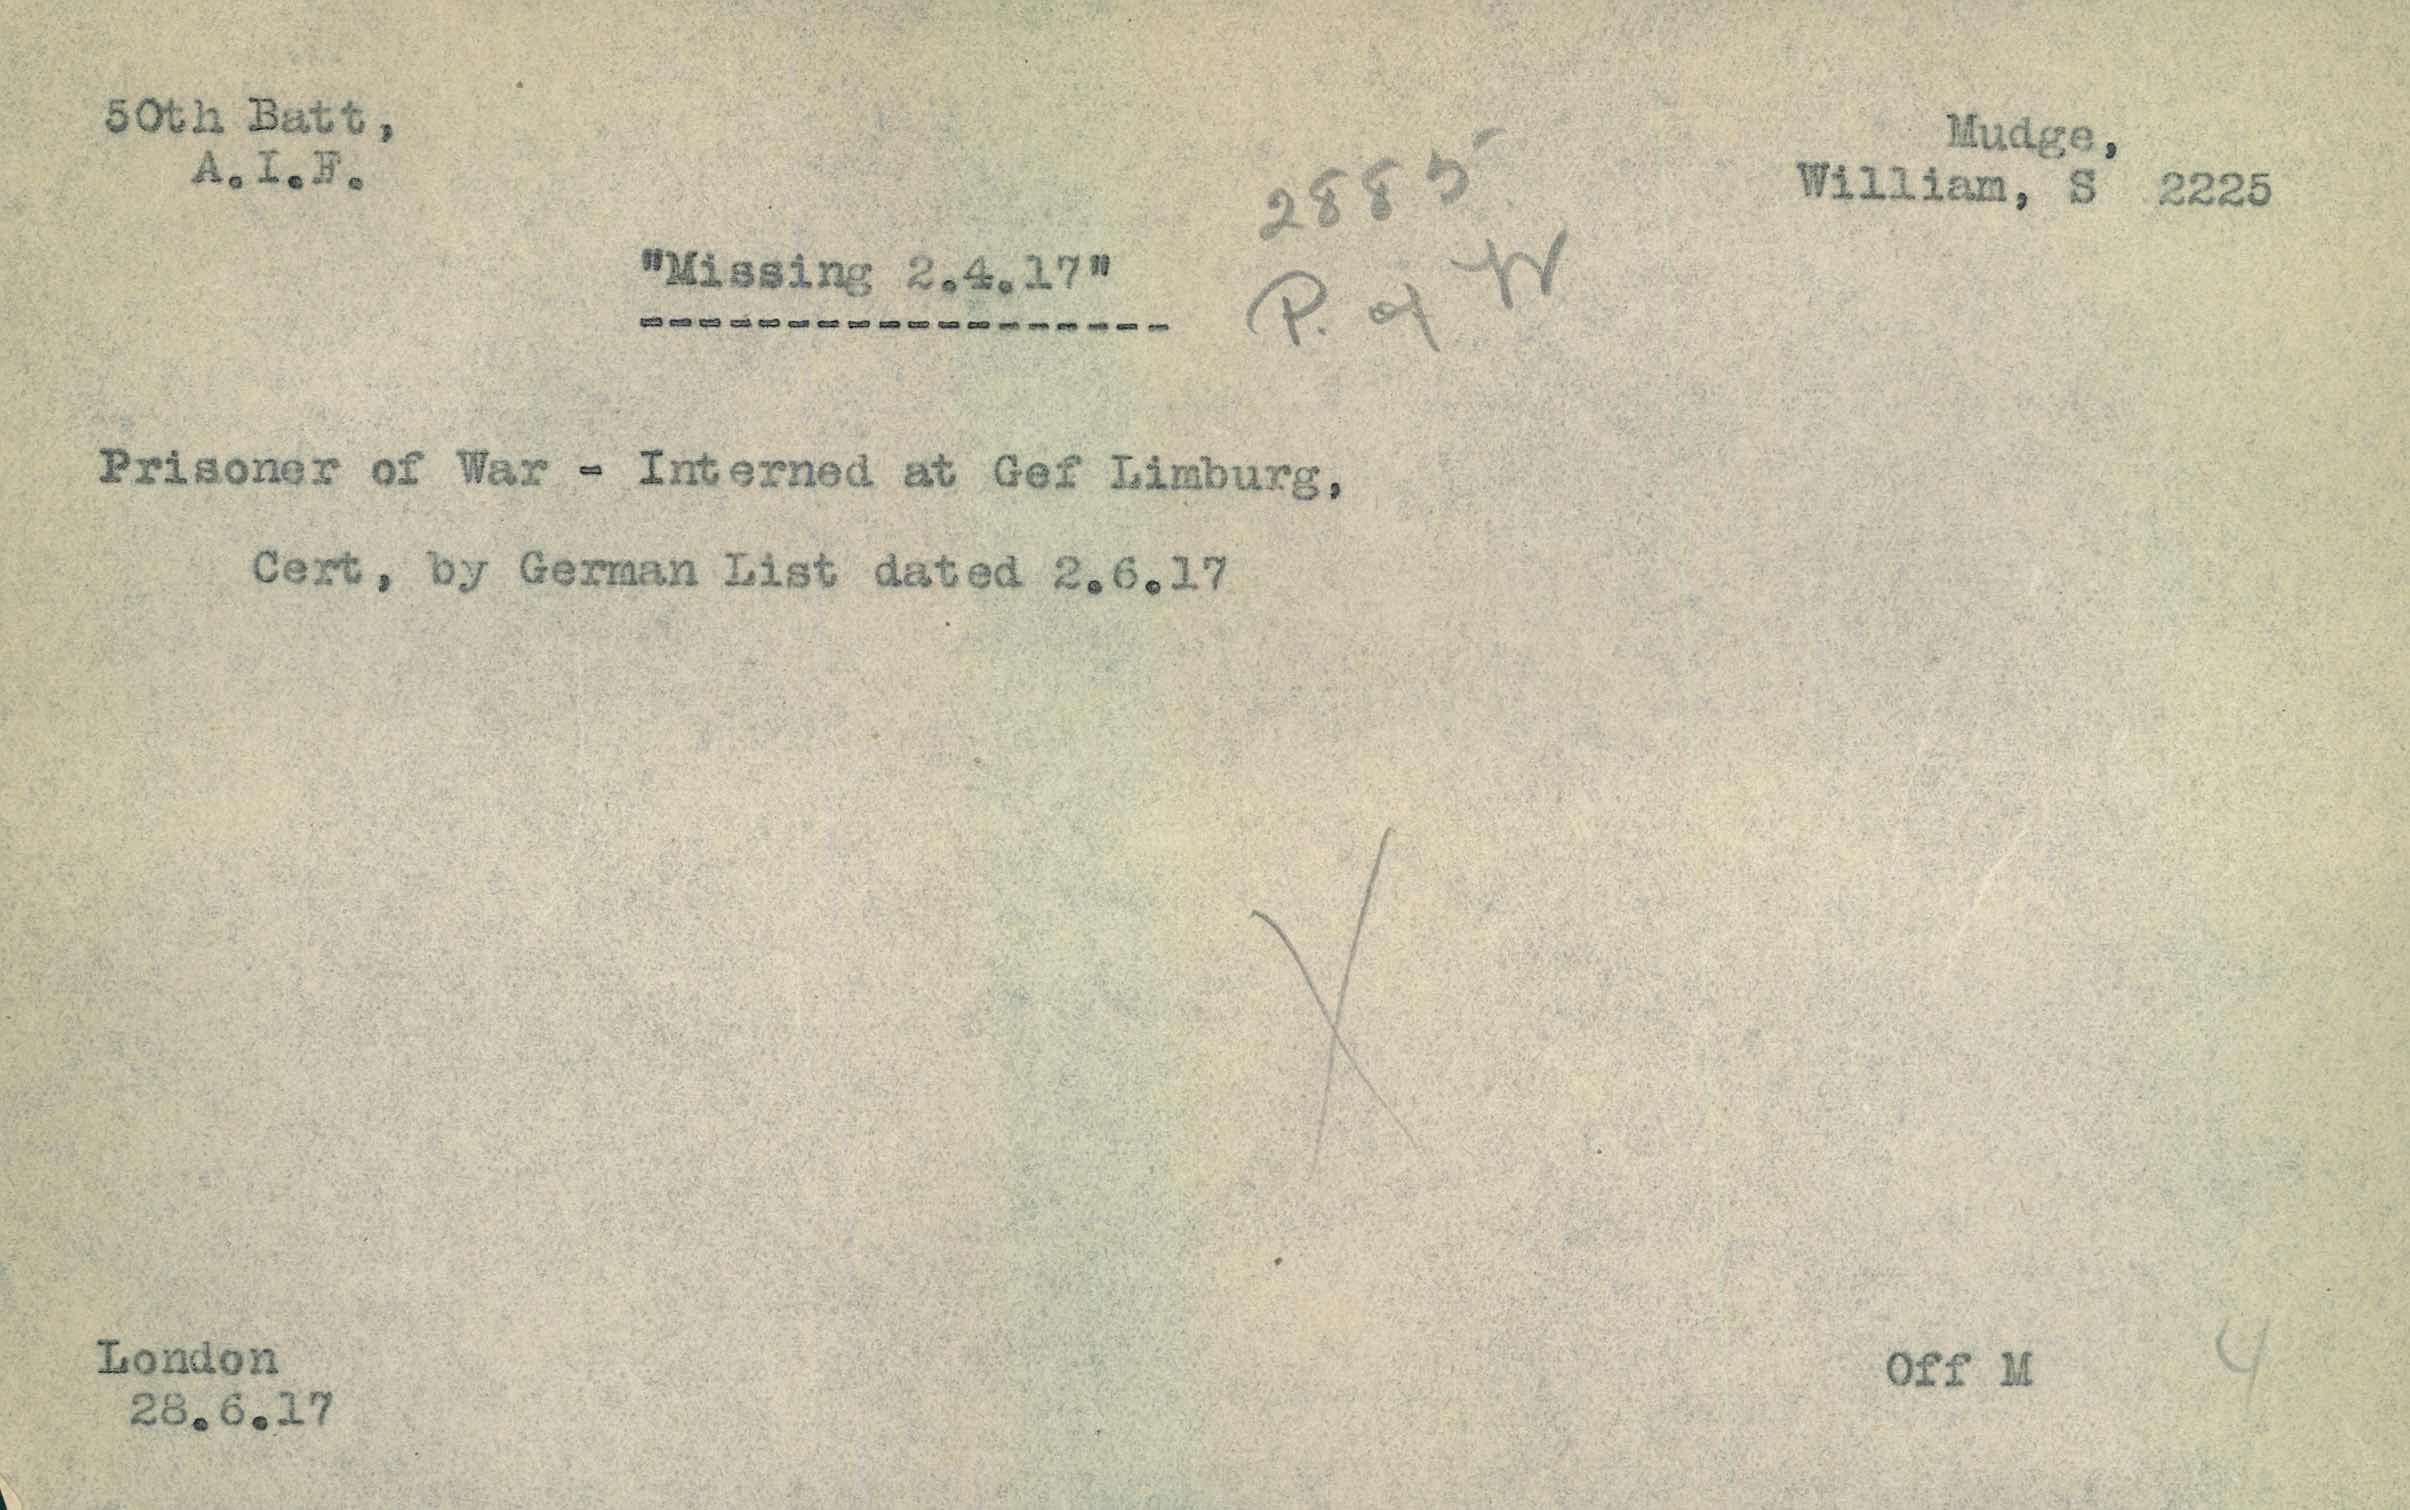 50th Batt,
A.I.F.
Mudge,
William, S 2225
2885
P. of W
"Missing 2.4.17"
------------------
Prisoner of War - Interned at Gef Limburg,
Cert, by German List dated 2.6.17
X
London
28.6.17
Off M
4